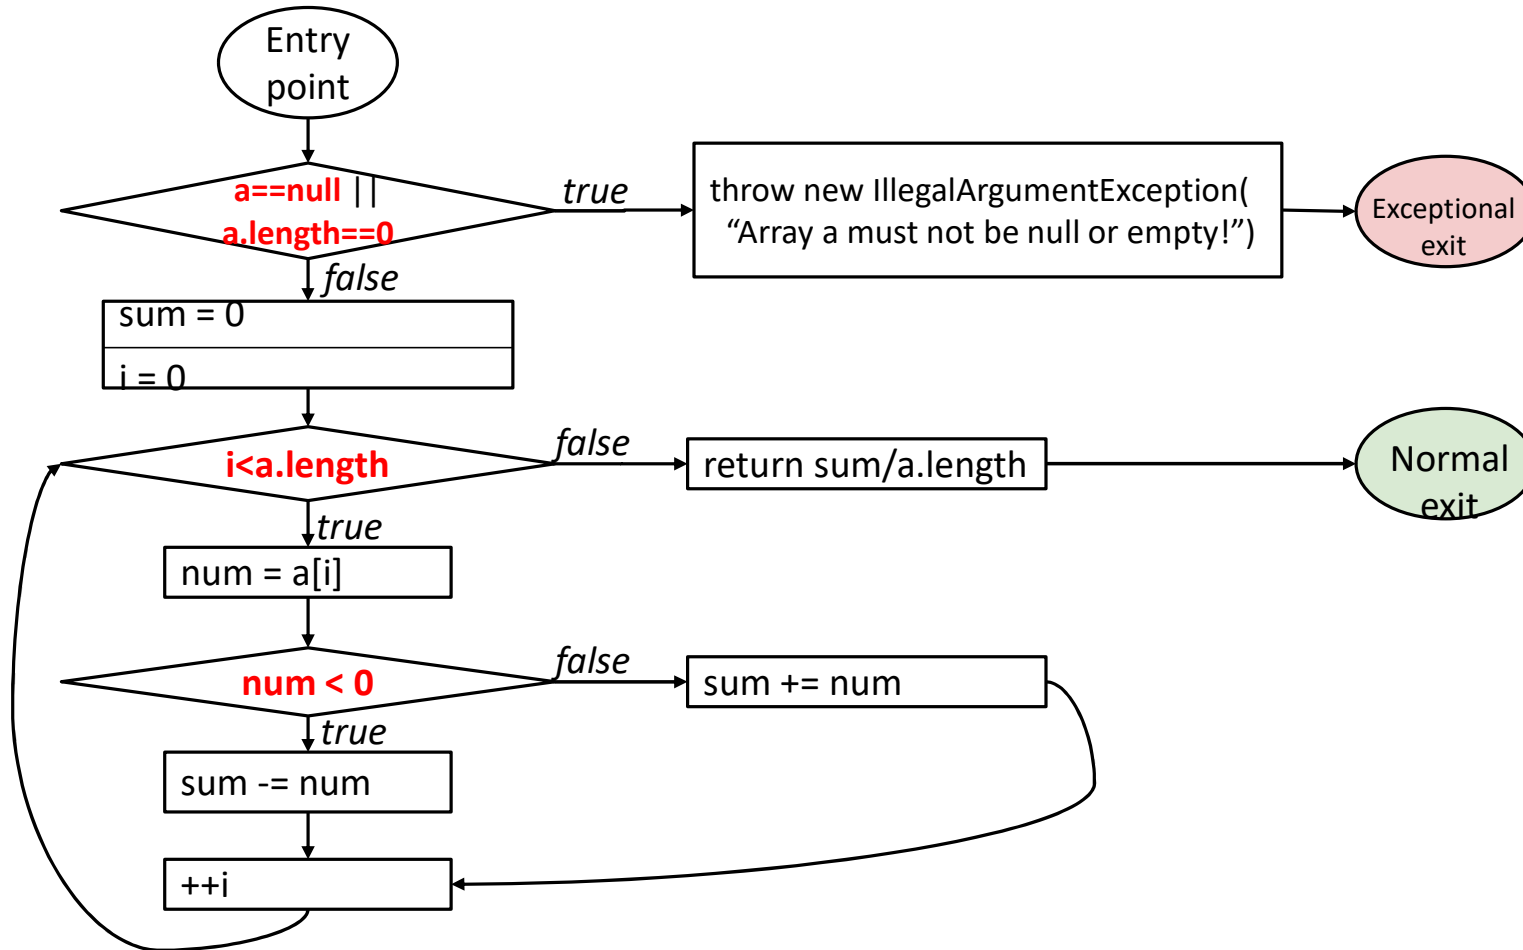 Entry
point
a==null ||
a.length==0
true
throw new IllegalArgumentException(
“Array a must not be null or empty!”)
Exceptional
exit
false
sum = 0
i = 0
i<a.length
false
return sum/a.length
Normal
exit
true
num = a[i]
num < 0
false
sum += num
true
sum -= num
++i